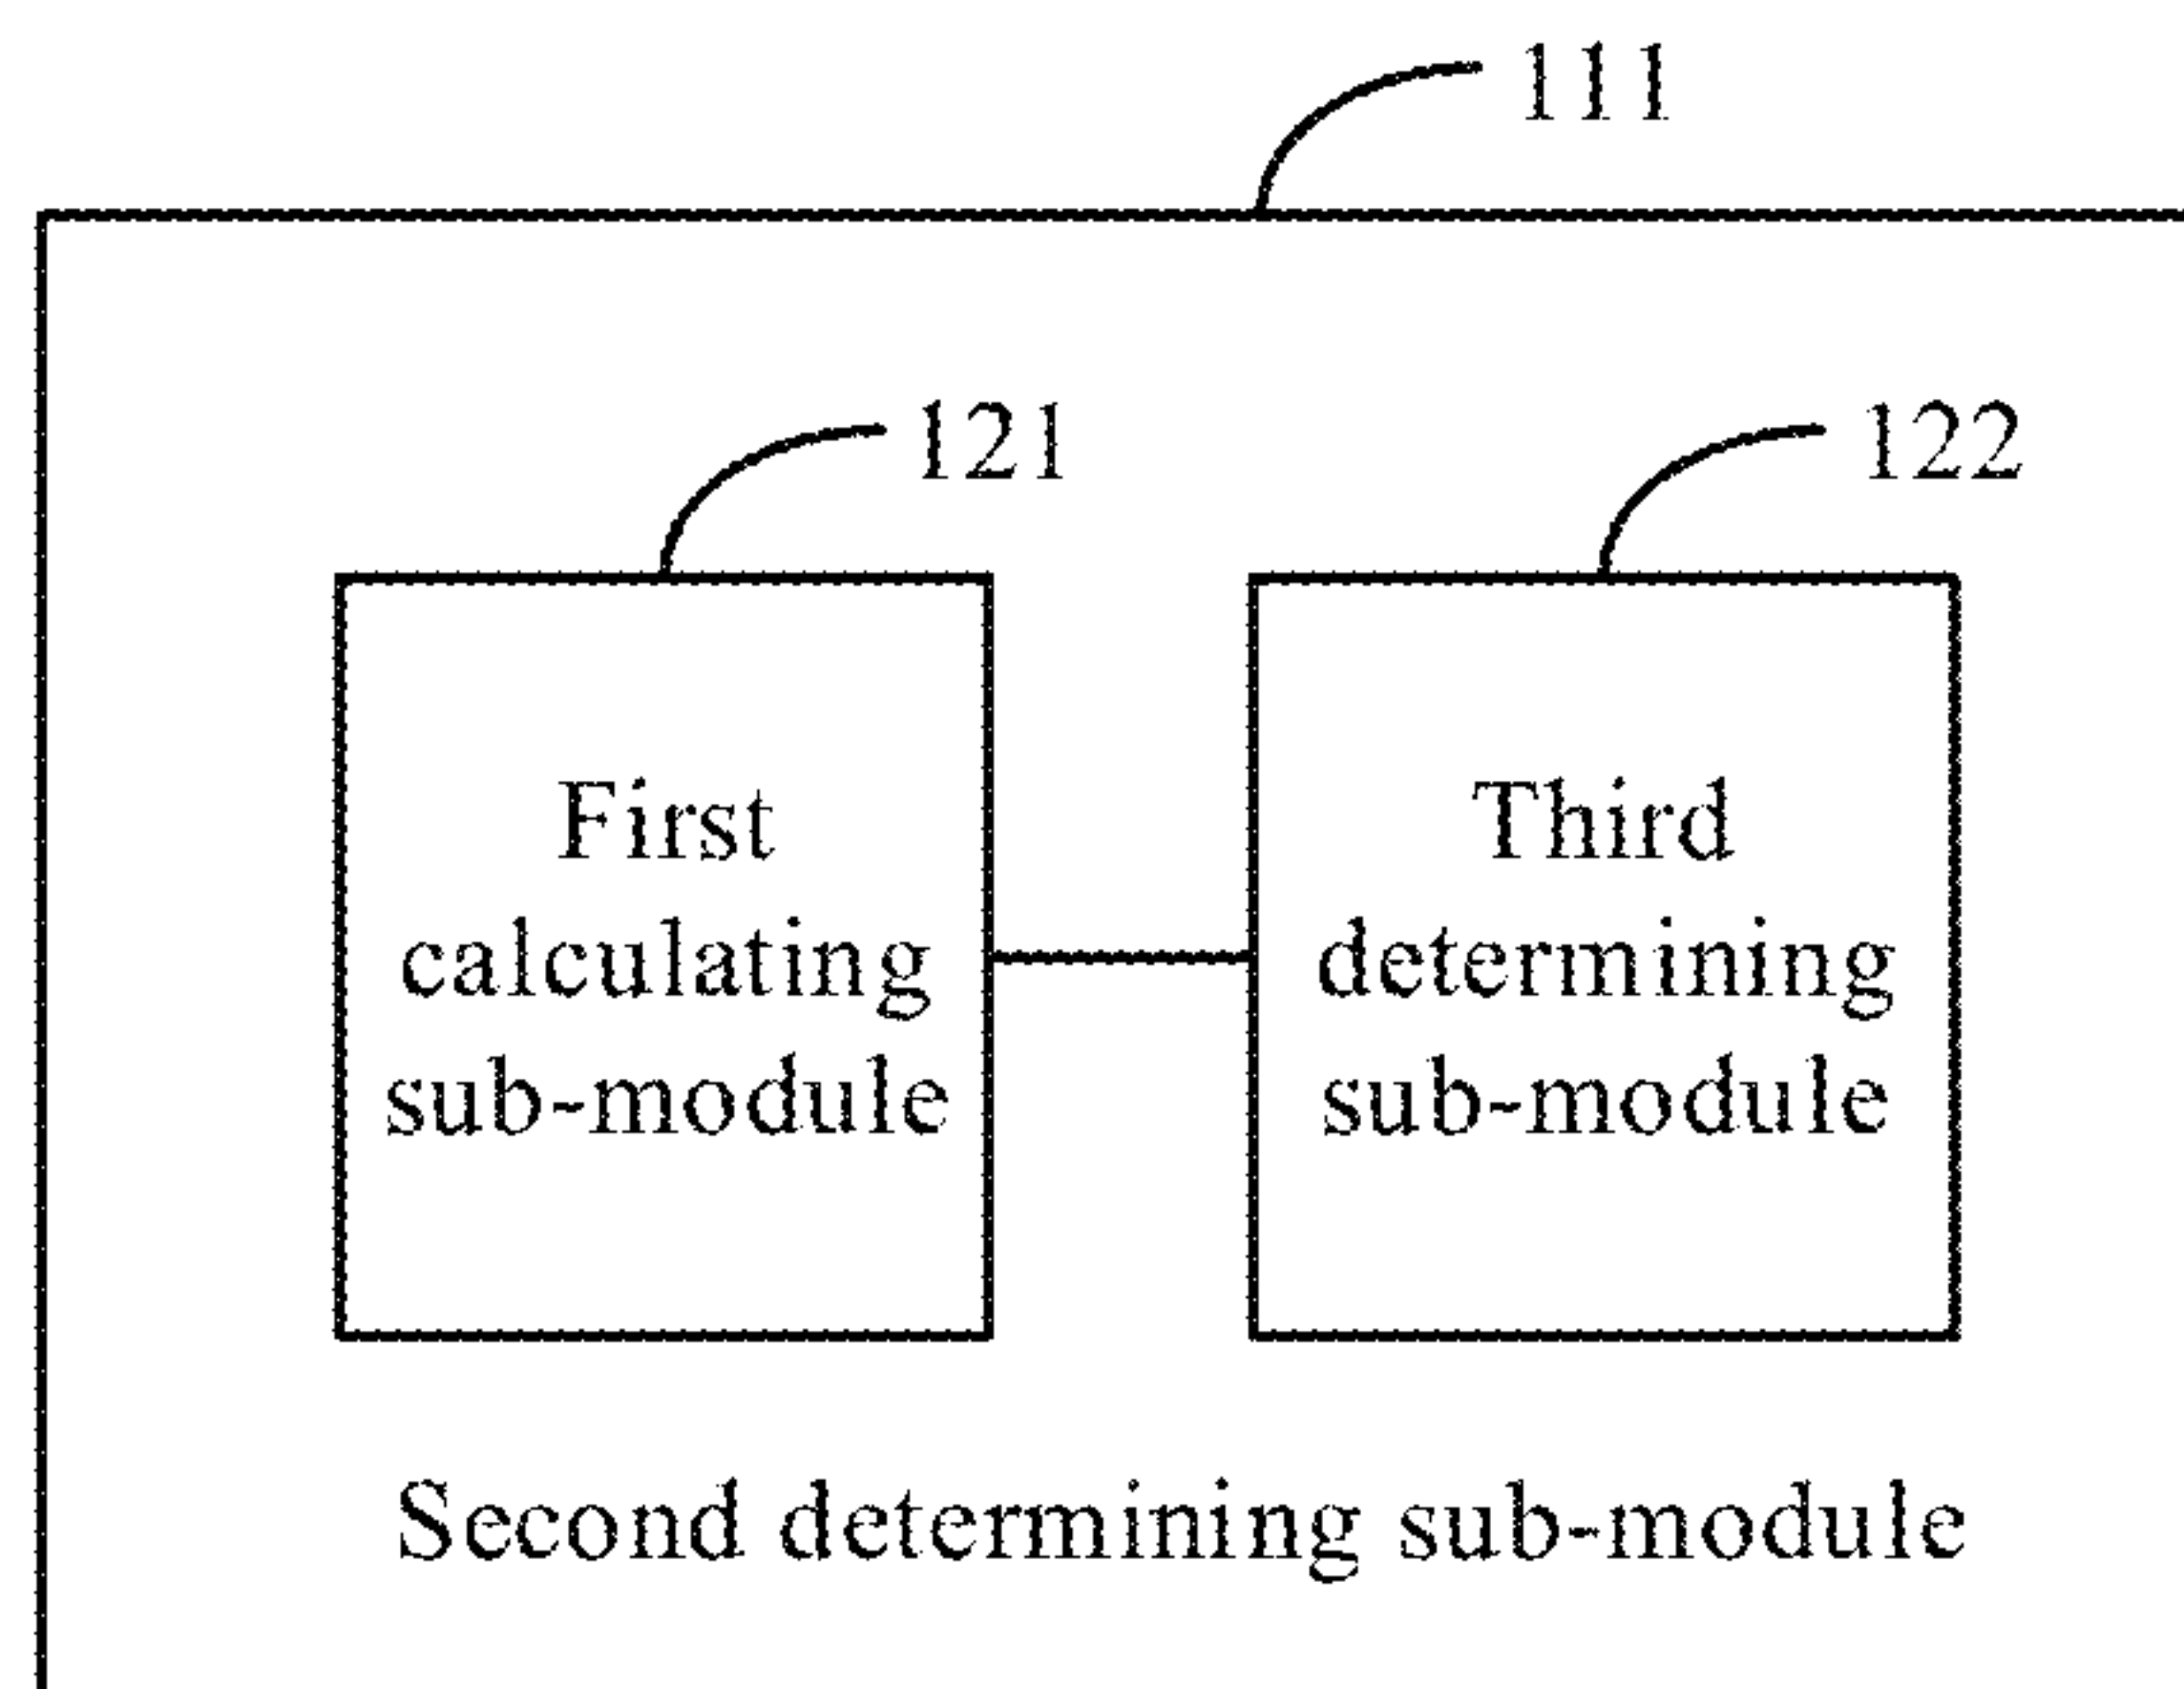 111
121
122
First
calculating
sub-module
Third
determining
sub-module
Second determining sub-module